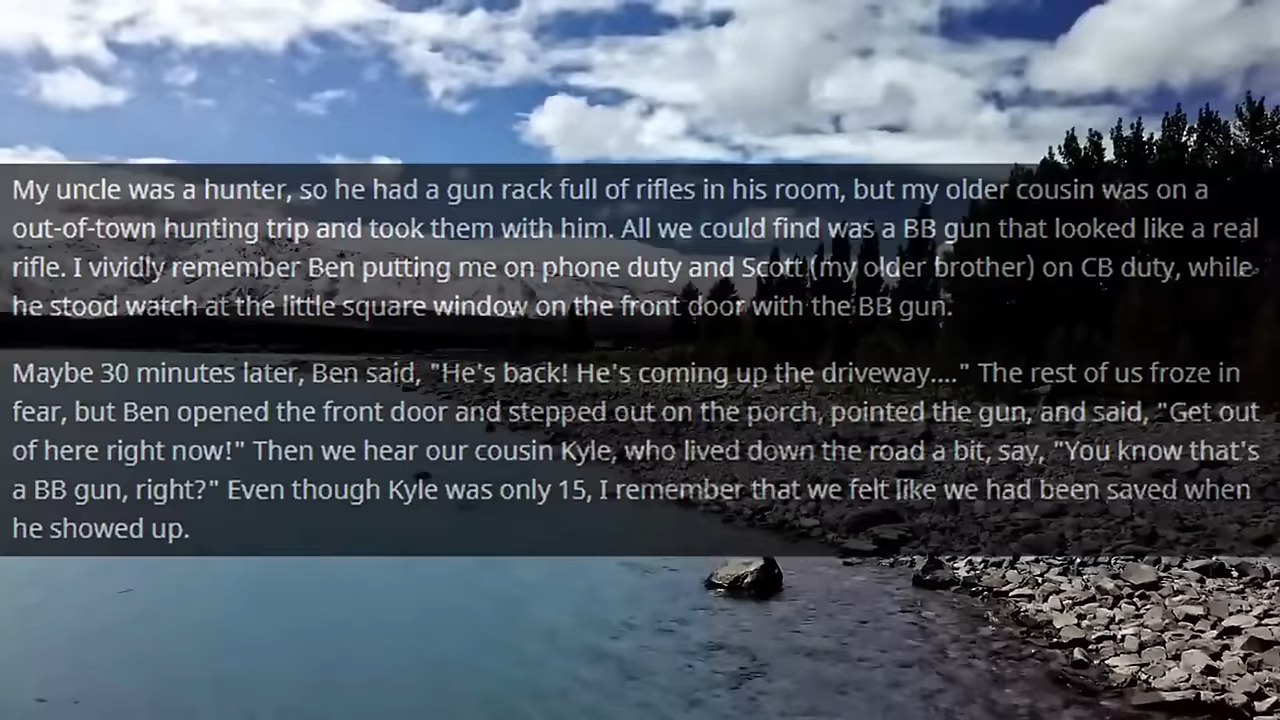 My uncle was a hunter, so he had a gun rack full of rifles in his room, but my older cousin was on a
out-of-town hunting trip and took them with him. All we could find was a BB gun that looked like a real
rifle. I vividly remember Ben putting me on phone duty and Scott (my older brother) on CB duty, while
he stood watch at the little square window on the front door with the BB gun.
Maybe 30 minutes later, Ben said, "He's back! He's coming up the driveway...." The rest of us froze in
fear, but Ben opened the front door and stepped out on the porch, pointed the gun, and said, "Get out
of here right now!" Then we hear our cousin Kyle, who lived down the road a bit, say, "You know that's
a BB gun, right?" Even though Kyle was only 15, I remember that we felt like we had been saved when
he showed up.